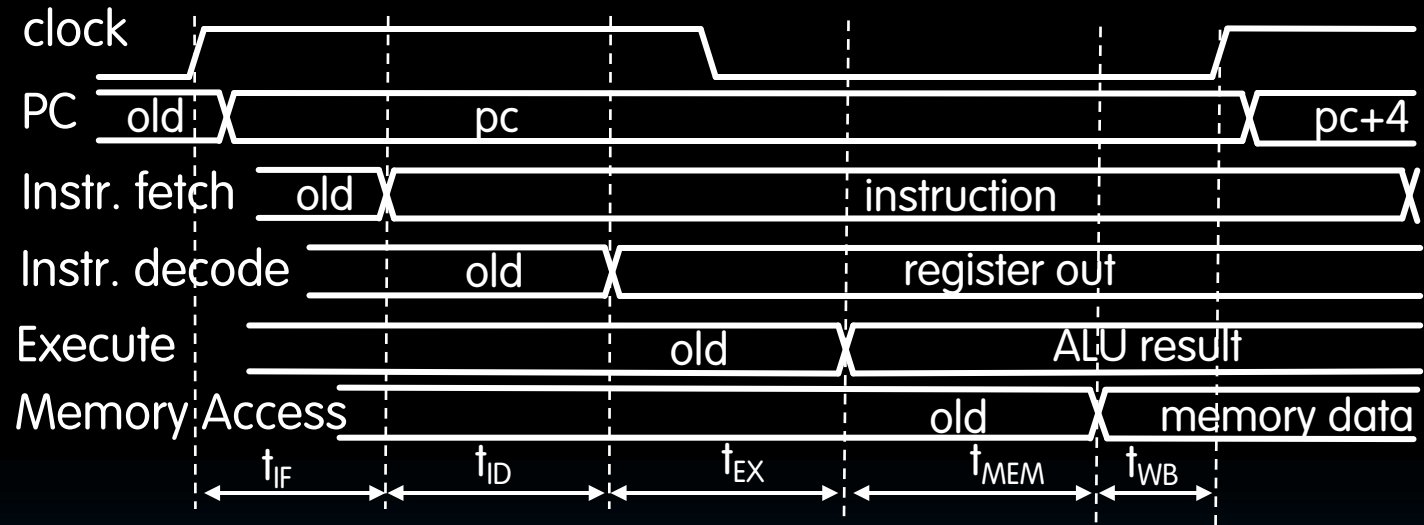 clock
PC old pc pc+4
Instr. fetch old instruction
Instr. decode old register out
Execute old ALU result
Memory Access old memory data
tIF tID tEX tMEM tWB